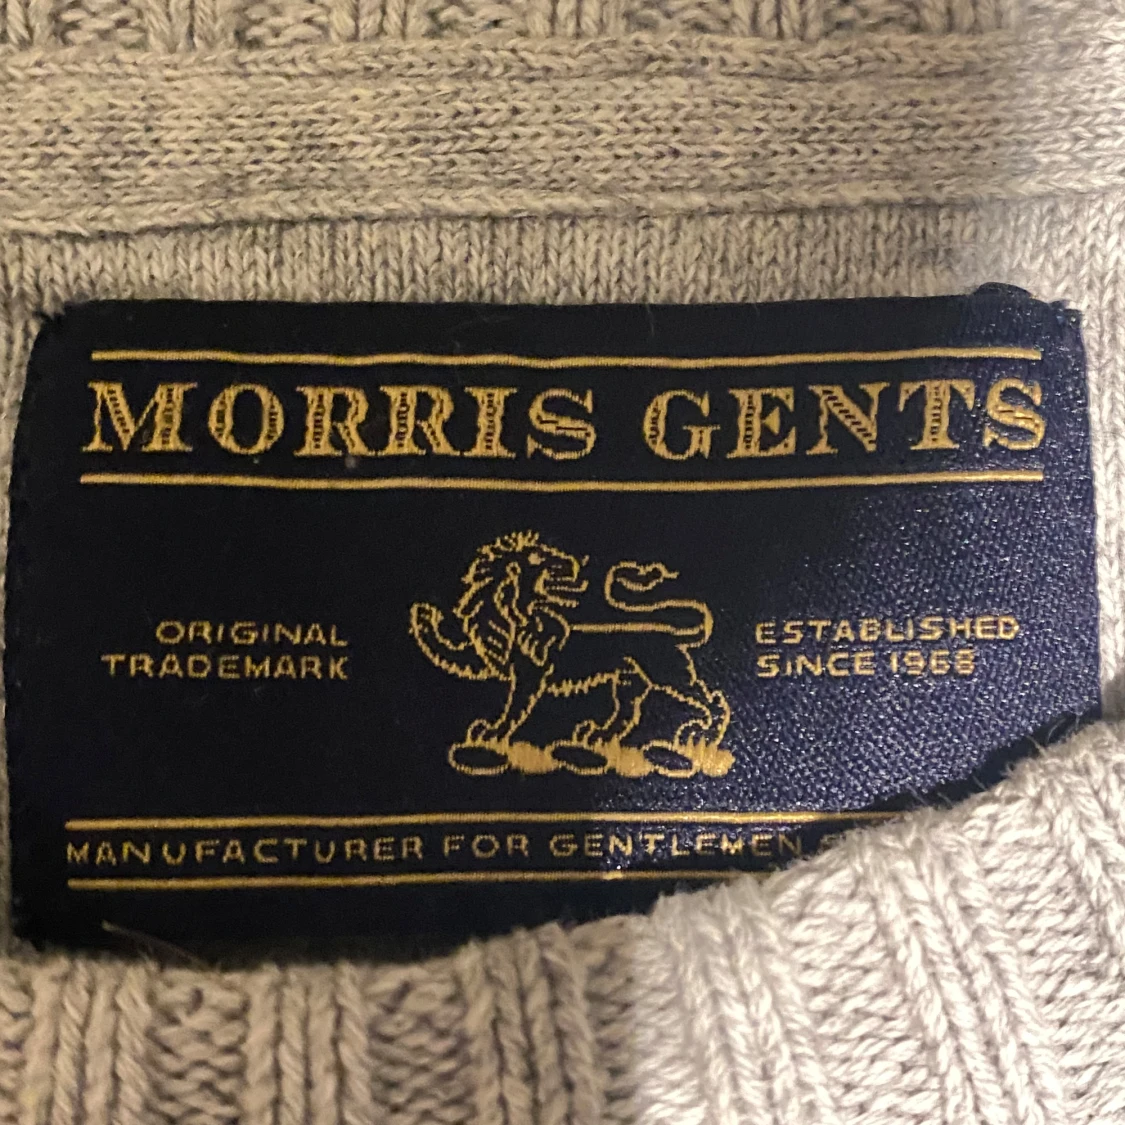 MORRIS GENTS
ORIGINAL
TRADEMARK
ESTABLISHED
SINCE 1968
MANUFACTURER FOR GENTLEMEN